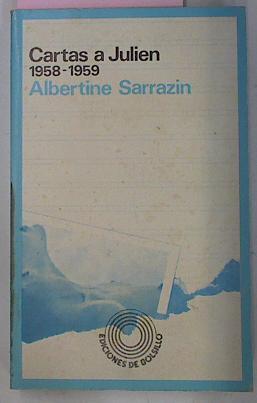 Cartas a Julien
1958-1959
Albertine Sarrazin
EDICIONES DE BOLSILLO